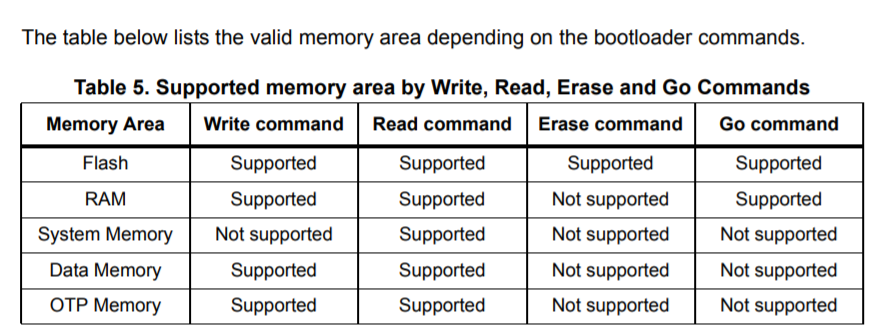 The table below lists the valid memory area depending on the bootloader commands.
Table 5. Supported memory area by Write, Read, Erase and Go Commands
Memory Area Write command Read command Erase command Go command
Flash Supported Supported Supported Supported
RAM Supported Supported Not supported Supported
System Memory Not supported Supported Not supported Not supported
Data Memory Supported Supported Not supported Not supported
OTP Memory Supported Supported Not supported Not supported